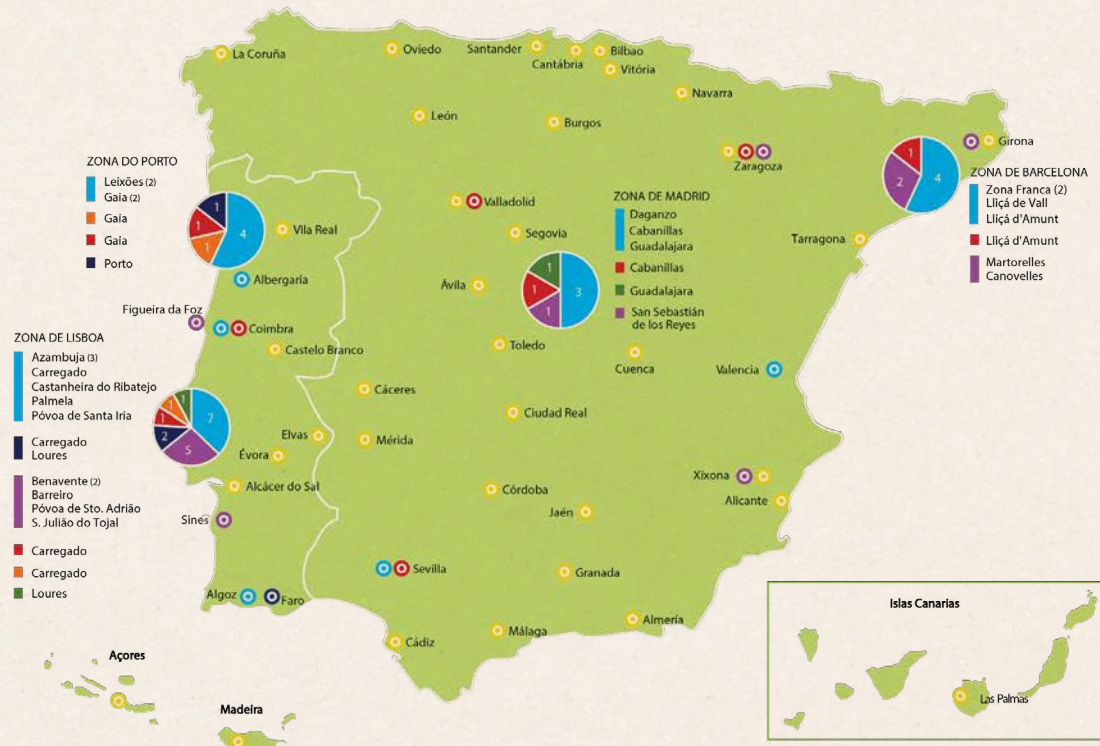 La Coruña
Oviedo
Santander
Cantábria
Bilbao
Vitória
Navarra
León
Burgos
Zaragoza
Girona
Valladolid
Segovia
Ávila
Tarragona
ZONA DO PORTO
Leixões (2)
Gaia (2)
Gaia
Gaia
Porto
1
1
1
4
Vila Real
Albergaria
Figueira da Foz
Coimbra
Castelo Branco
ZONA DE MADRID
Daganzo
Cabanillas
Guadalajara
Cabanillas
Guadalajara
San Sebastián
de los Reyes
1
1
1
3
ZONA DE BARCELONA
Zona Franca (2)
Lliçá de Vall
Lliçá d'Amunt
Lliçá d'Amunt
Martorelles
Canovelles
1
2
4
Toledo
Cuenca
Valencia
Cáceres
Ciudad Real
Mérida
ZONA DE LISBOA
Azambuja (3)
Carregado
Castanheira do Ribatejo
Palmela
Póvoa de Santa Iria
Carregado
Loures
Benavente (2)
Barreiro
Póvoa de Sto. Adrião
S. Julião do Tojal
Carregado
Carregado
Loures
1
1
1
2
5
7
Elvas
Évora
Alcácer do Sal
Sines
Algoz
Faro
Córdoba
Jaén
Xixona
Alicante
Sevilla
Granada
Cádiz
Málaga
Almería
Açores
Madeira
Islas Canarias
Las Palmas